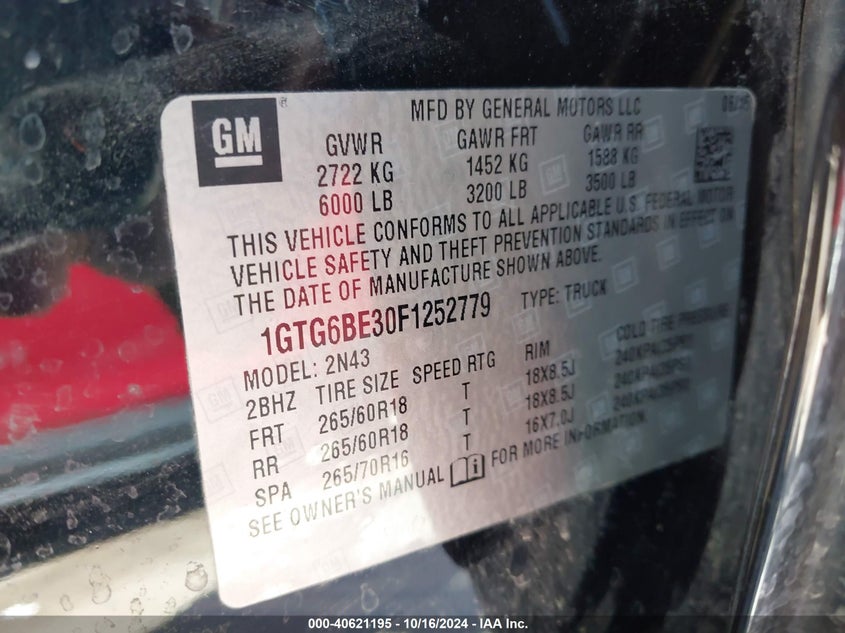 GM
®
MFD BY GENERAL MOTORS LLC
GVWR GAWR FRT GAWR RR
2722 KG 1452 KG 1588 KG
6000 LB 3200 LB 3500 LB
THIS VEHICLE CONFORMS TO ALL APPLICABLE U.S. FEDERAL MOTOR
VEHICLE SAFETY AND THEFT PREVENTION STANDARDS IN EFFECT ON
THE DATE OF MANUFACTURE SHOWN ABOVE.
1GTG6BE30F1252779 TYPE: TRUCK
MODEL: 2N43
2BHZ TIRE SIZE SPEED RTG RIM COLD TIRE PRESSURE
FRT 265/60R18 T 18X8.5J
RR 265/60R18 T 18X8.5J
SPA 265/70R16 T 16X7.0J
SEE OWNER'S MANUAL FOR MORE INFORMATION.
000-40621195 - 10/16/2024 - IAA Inc.